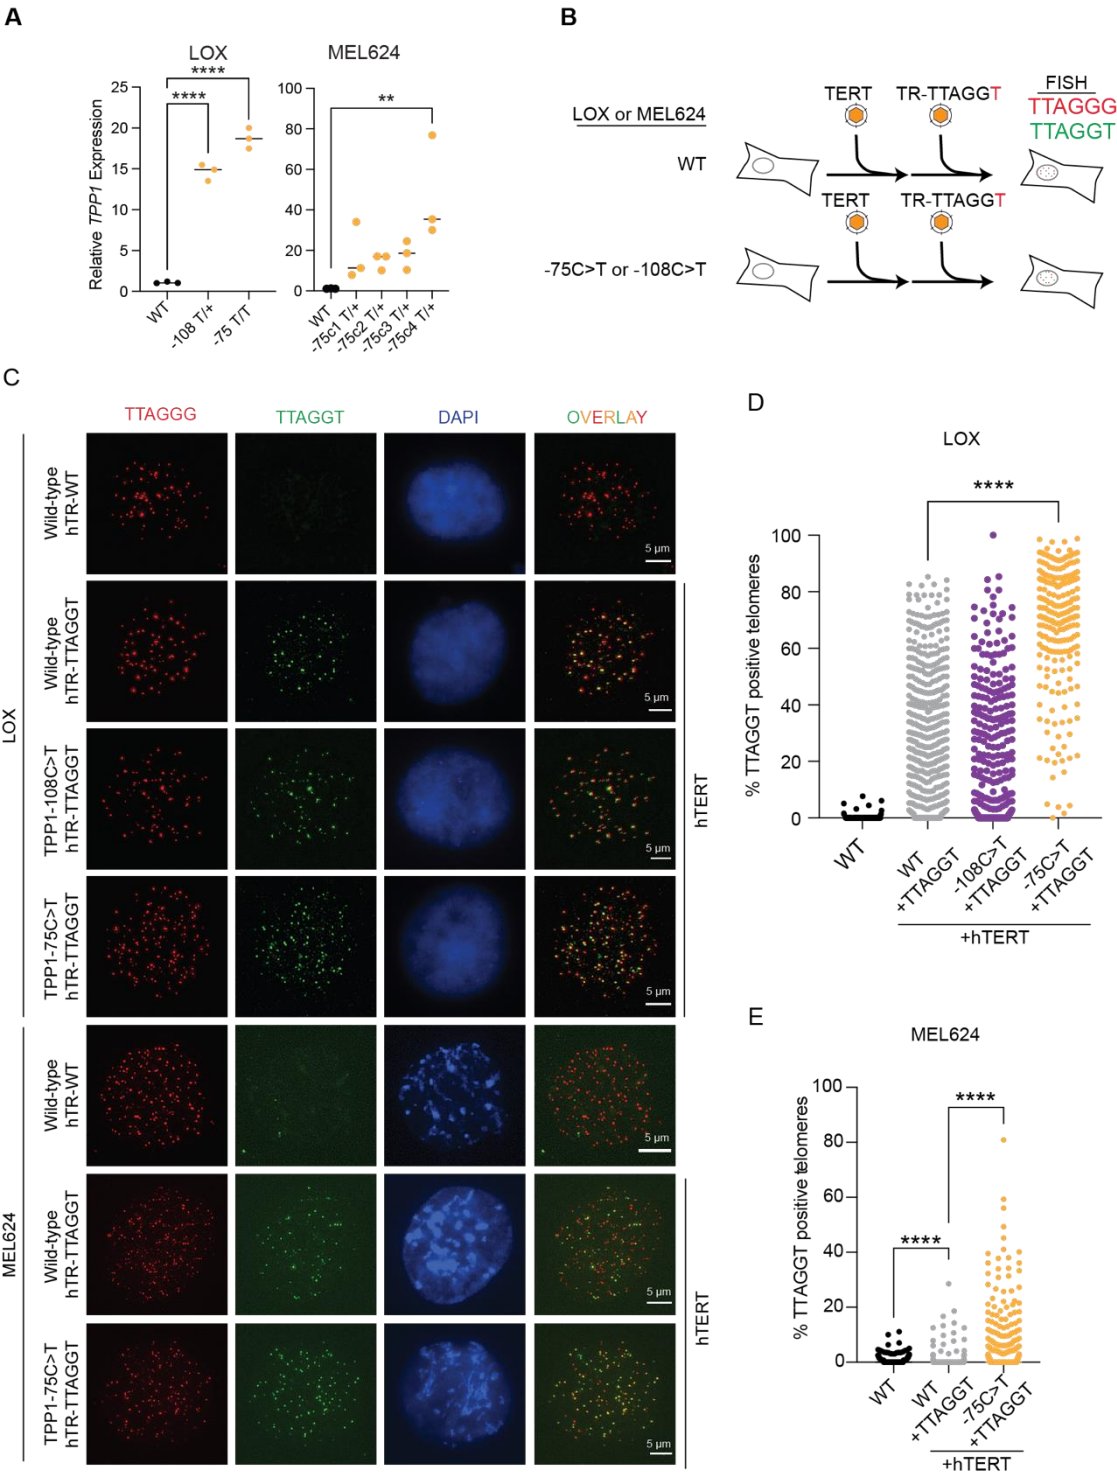 A
LOX
MEL624
****
****
**
Relative TPP1 Expression
25
20
15
10
5
0
100
80
60
40
20
0
WT
-108 T/+
-75 T/T
WT
-75c1 T/+
-75c2 T/+
-75c3 T/+
-75c4 T/+
B
LOX or MEL624
TERT
TR-TTAGGT
FISH
TTAGGG
TTAGGT
WT
TERT
TR-TTAGGT
-75C>T or -108C>T
C
TTAGGG
TTAGGT
DAPI
OVERLAY
LOX
Wild-type
hTR-WT
5 µm
Wild-type
hTR-TTAGGT
5 µm
TPP1-108C>T
hTR-TTAGGT
5 µm
TPP1-75C>T
hTR-TTAGGT
5 µm
hTERT
MEL624
Wild-type
hTR-WT
5 µm
Wild-type
hTR-TTAGGT
5 µm
TPP1-75C>T
hTR-TTAGGT
5 µm
hTERT
D
LOX
****
% TTAGGT positive telomeres
100
80
60
40
20
0
WT
WT
+TTAGGT
-108C>T
+TTAGGT
-75C>T
+TTAGGT
+hTERT
E
MEL624
****
****
% TTAGGT positive telomeres
100
80
60
40
20
0
WT
WT
+TTAGGT
-75C>T
+TTAGGT
+hTERT